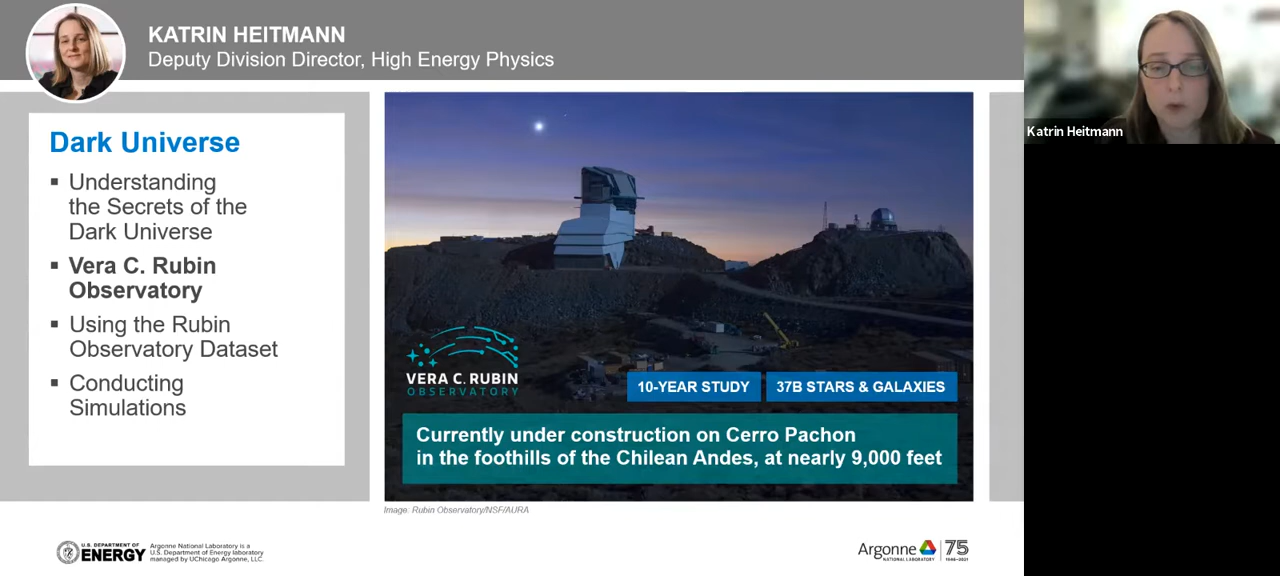 KATRIN HEITMANN
Deputy Division Director, High Energy Physics
Dark Universe
Understanding
the Secrets of the
Dark Universe
Vera C. Rubin
Observatory
Using the Rubin
Observatory Dataset
Conducting
Simulations
VERA C. RUBIN
OBSERVATORY
10-YEAR STUDY
37B STARS & GALAXIES
Currently under construction on Cerro Pachon
in the foothills of the Chilean Andes, at nearly 9,000 feet
Image: Rubin Observatory/NSF/AURA
U.S. DEPARTMENT OF
ENERGY
Argonne National Laboratory is a
U.S. Department of Energy laboratory
managed by UChicago Argonne, LLC.
Argonne
NATIONAL LABORATORY
75
1946–2021
Katrin Heitmann